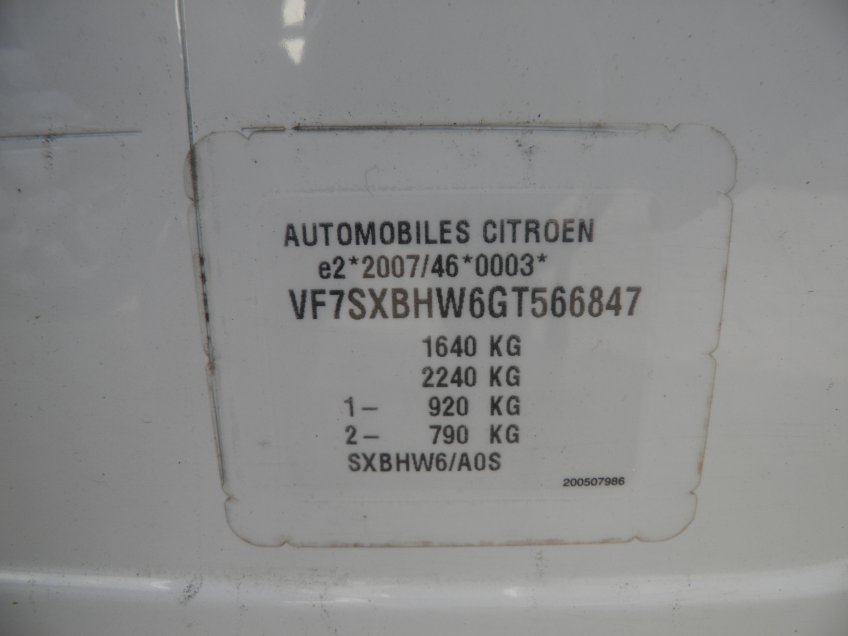 AUTOMOBILES CITROEN
e2*2007/46*0003*
VF7SXBHW6GT566847
1640 KG
2240 KG
1- 920 KG
2- 790 KG
SXBHW6/A0S
200507986